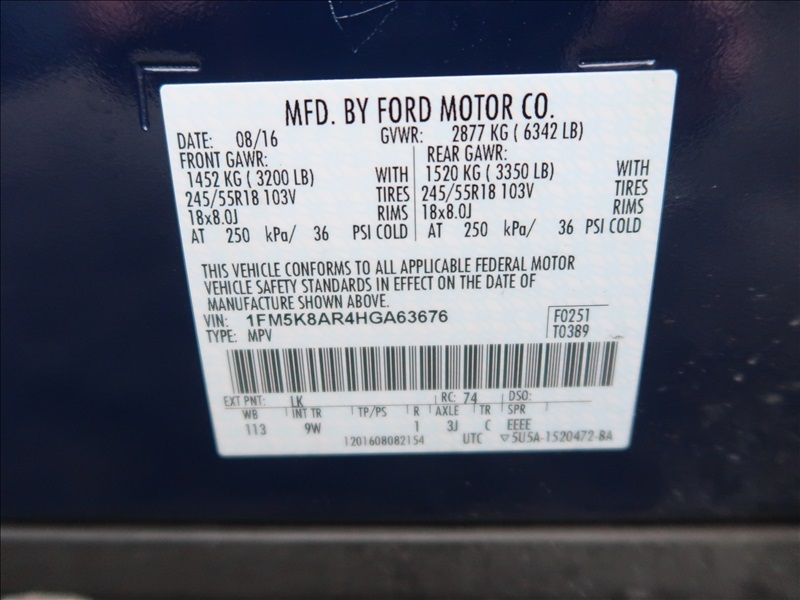 MFD. BY FORD MOTOR CO.
DATE: 08/16 GVWR: 2877 KG ( 6342 LB)
FRONT GAWR: REAR GAWR:
1452 KG ( 3200 LB) WITH 1520 KG ( 3350 LB) WITH
245/55R18 103V TIRES 245/55R18 103V TIRES
18x8.0J RIMS 18x8.0J RIMS
AT 250 kPa/ 36 PSI COLD AT 250 kPa/ 36 PSI COLD
THIS VEHICLE CONFORMS TO ALL APPLICABLE FEDERAL MOTOR
VEHICLE SAFETY STANDARDS IN EFFECT ON THE DATE OF
MANUFACTURE SHOWN ABOVE.
VIN: 1FM5K8AR4HGA63676 F0251
TYPE: MPV T0389
EXT PNT: LK RC: 74 DSO:
WB INT TR TP/PS R AXLE TR SPR
113 9W 1 3J C EEEE
1201608082154 UTC ▽5U5A-1520472-BA